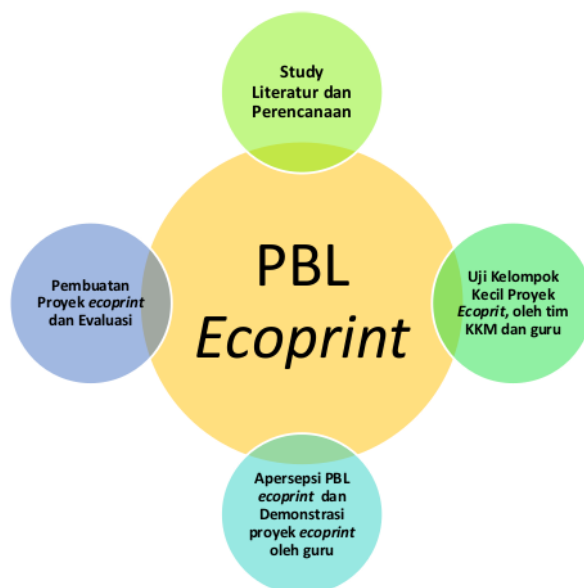 Study
Literatur dan
Perencanaan
PBL
Ecoprint
Uji Kelompok
Kecil Proyek
Ecoprit, oleh tim
KKM dan guru
Apersepsi PBL
ecoprint dan
Demonstrasi
proyek ecoprint
oleh guru
Pembuatan
Proyek ecoprint
dan Evaluasi